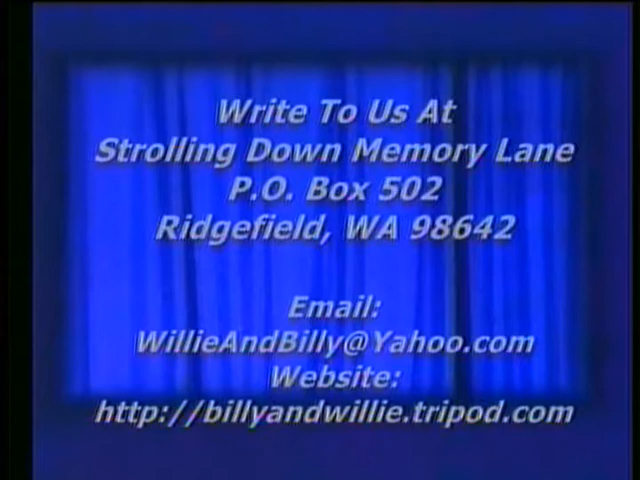 Write To Us At
Strolling Down Memory Lane
P.O. Box 502
Ridgefield, WA 98642
Email:
WillieAndBilly@Yahoo.com
Website:
http://billyandwillie.tripod.com